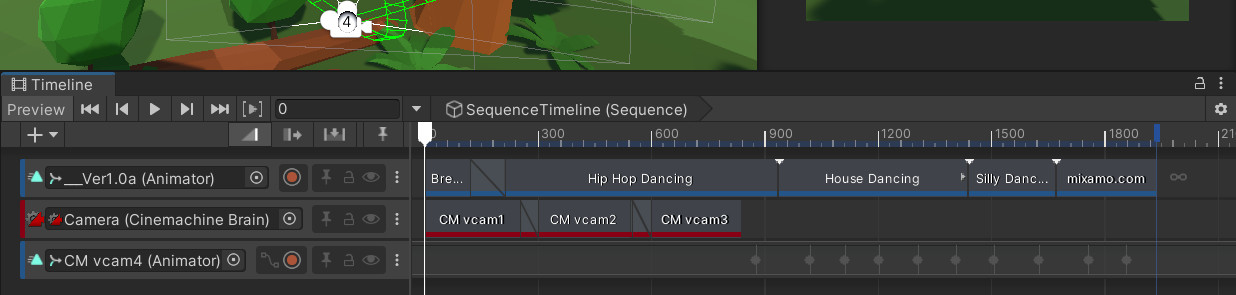 4
Timeline
Preview 0 SequenceTimeline (Sequence)
0 300 600 900 1200 1500 1800
__Ver1.0a (Animator) Bre... Hip Hop Dancing House Dancing Silly Danc... mixamo.com
Camera (Cinemachine Brain) CM vcam1 CM vcam2 CM vcam3
CM vcam4 (Animator)